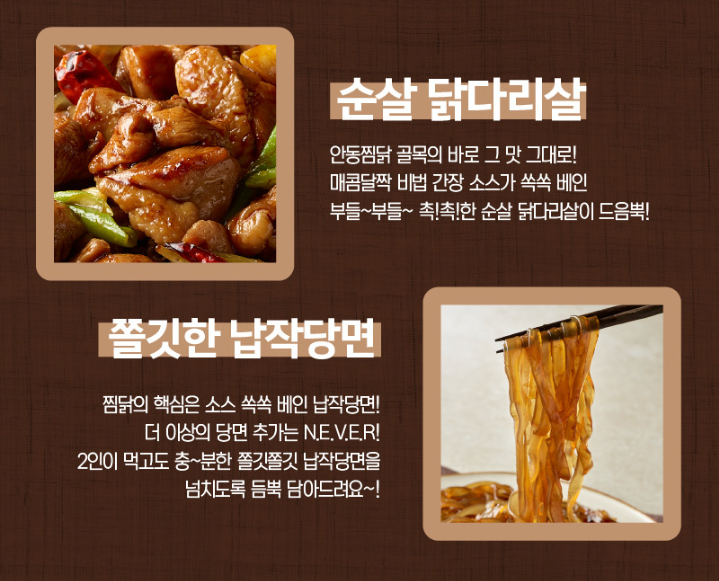 순살 닭다리살
안동찜닭 골목의 바로 그 맛 그대로!
매콤달짝 비법 간장 소스가 쏙쏙 베인
부들~부들~ 촉!촉!한 순살 닭다리살이 드음뿍!
쫄깃한 납작당면
찜닭의 핵심은 소스 쏙쏙 베인 납작당면!
더 이상의 당면 추가는 N.E.V.E.R!
2인이 먹고도 충~분한 쫄깃쫄깃 납작당면을
넘치도록 듬뿍 담아드려요~!